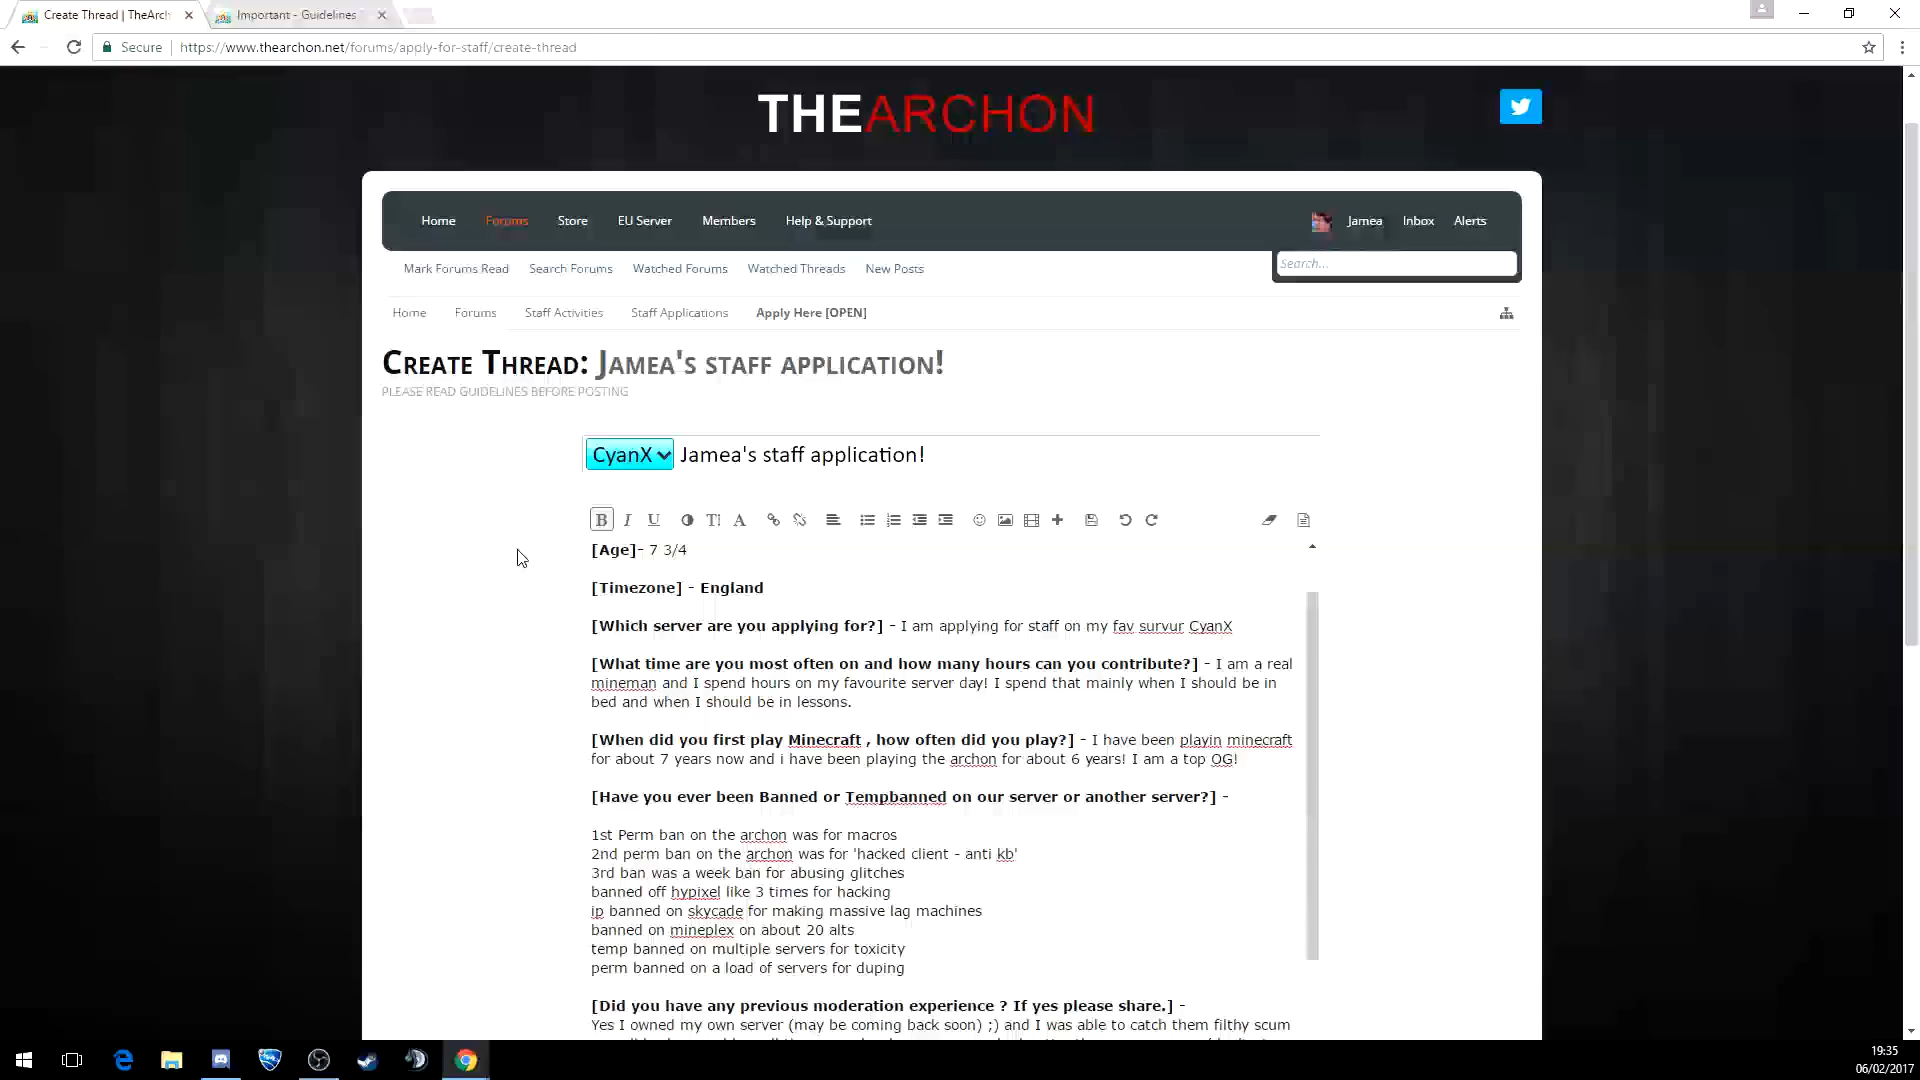 Create Thread | TheArch
Important - Guidelines
Secure
https://www.thearchon.net/forums/apply-for-staff/create-thread
THEARCHON
Home Forums Store EU Server Members Help & Support Jamea Inbox Alerts
Mark Forums Read Search Forums Watched Forums Watched Threads New Posts
Search...
Home Forums Staff Activities Staff Applications Apply Here [OPEN]
Create Thread: Jamea's staff application!
PLEASE READ GUIDELINES BEFORE POSTING
CyanX Jamea's staff application!
[Age]- 7 3/4
[Timezone] - England
[Which server are you applying for?] - I am applying for staff on my fav survur CyanX
[What time are you most often on and how many hours can you contribute?] - I am a real
mineman and I spend hours on my favourite server day! I spend that mainly when I should be in
bed and when I should be in lessons.
[When did you first play Minecraft , how often did you play?] - I have been playin minecraft
for about 7 years now and i have been playing the archon for about 6 years! I am a top OG!
[Have you ever been Banned or Tempbanned on our server or another server?] -
1st Perm ban on the archon was for macros
2nd perm ban on the archon was for 'hacked client - anti kb'
3rd ban was a week ban for abusing glitches
banned off hypixel like 3 times for hacking
ip banned on skycade for making massive lag machines
banned on mineplex on about 20 alts
temp banned on multiple servers for toxicity
perm banned on a load of servers for duping
[Did you have any previous moderation experience ? If yes please share.] -
Yes I owned my own server (may be coming back soon) ;) and I was able to catch them filthy scum
19:35
06/02/2017